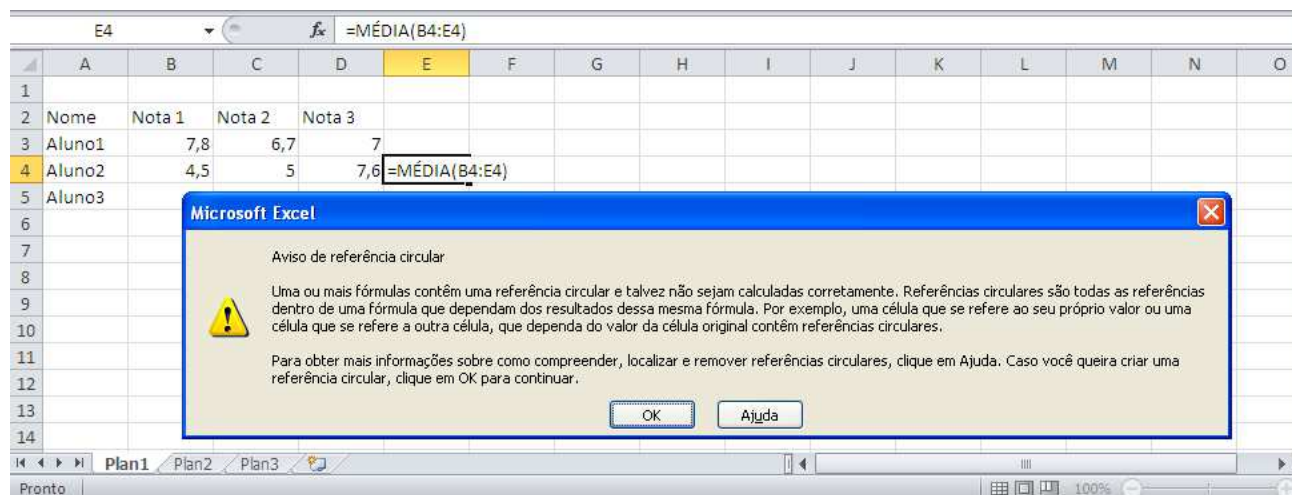 E4 fx =MÉDIA(B4:E4)
A B C D E F G H I J K L M N O
1
2 Nome Nota 1 Nota 2 Nota 3
3 Aluno1 7,8 6,7 7
4 Aluno2 4,5 5 7,6 =MÉDIA(B4:E4)
5 Aluno3
Microsoft Excel
6
7
8
9
10
11
12
13
14
Aviso de referência circular
Uma ou mais fórmulas contêm uma referência circular e talvez não sejam calculadas corretamente. Referências circulares são todas as referências
dentro de uma fórmula que dependam dos resultados dessa mesma fórmula. Por exemplo, uma célula que se refere ao seu próprio valor ou uma
célula que se refere a outra célula, que dependa do valor da célula original contêm referências circulares.
Para obter mais informações sobre como compreender, localizar e remover referências circulares, clique em Ajuda. Caso você queira criar uma
referência circular, clique em OK para continuar.
OK Ajuda
Plan1 Plan2 Plan3
Pronto 100%